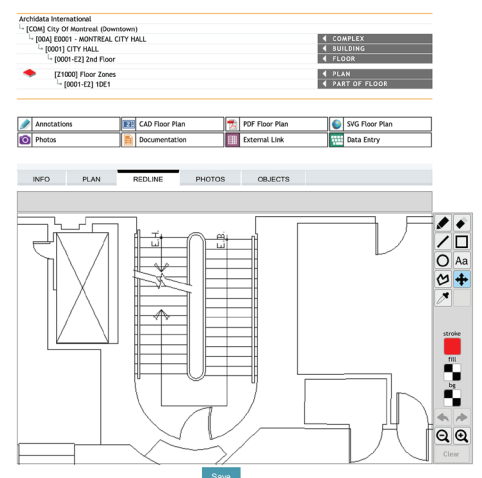 Archidata International
[COM] City Of Montreal (Downtown)
[00A] E0001 - MONTREAL CITY HALL COMPLEX
[0001] CITY HALL BUILDING
[0001-E2] 2nd Floor FLOOR
[Z1000] Floor Zones PLAN
[0001-E2] 1DE1 PART OF FLOOR
Annotations CAD Floor Plan PDF Floor Plan SVG Floor Plan
Photos Documentation External Link Data Entry
INFO PLAN REDLINE PHOTOS OBJECTS
Aa
stroke
fill
bg
Clear
Save